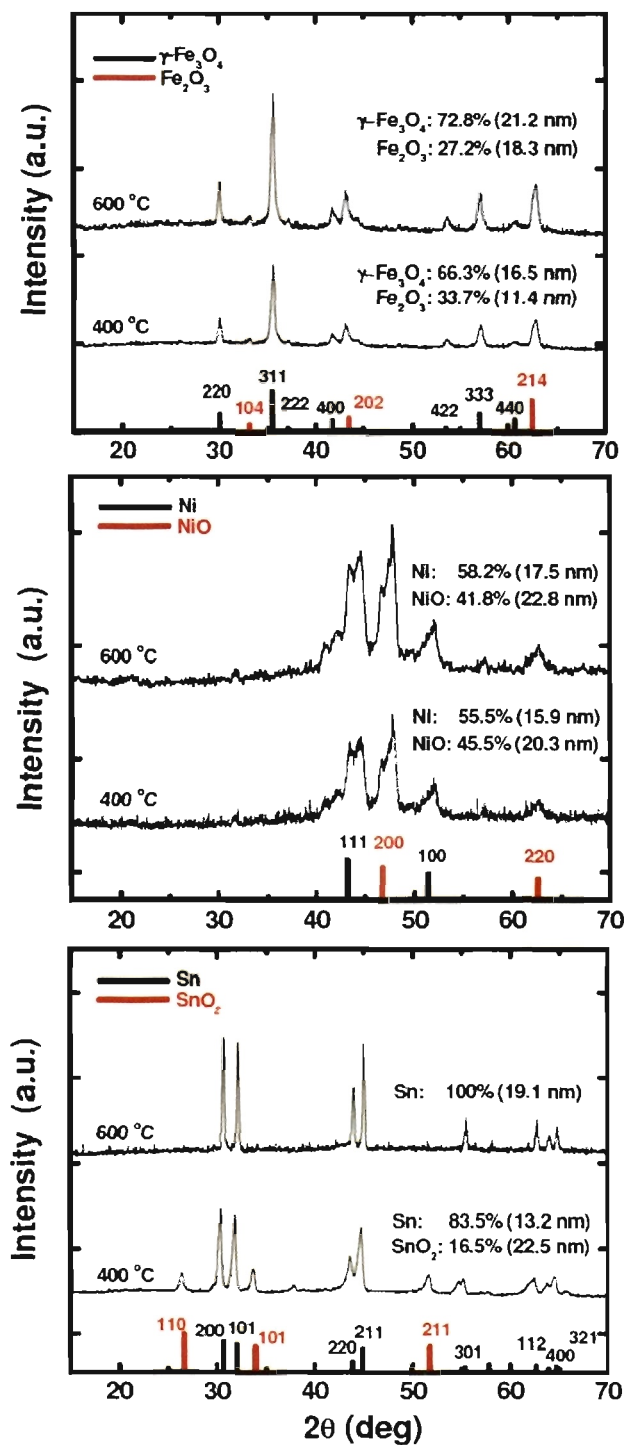 γ-Fe3O4
Fe2O3
γ-Fe3O4: 72.8% (21.2 nm)
Fe2O3: 27.2% (18.3 nm)
600 °C
γ-Fe3O4: 66.3% (16.5 nm)
Fe2O3: 33.7% (11.4 nm)
400 °C
220 104 311 222 400 202 422 333 440 214
20 30 40 50 60 70
Intensity (a.u.)
Ni
NiO
Ni: 58.2% (17.5 nm)
NiO: 41.8% (22.8 nm)
600 °C
Ni: 55.5% (15.9 nm)
NiO: 45.5% (20.3 nm)
400 °C
111 200 100 220
20 30 40 50 60 70
Intensity (a.u.)
Sn
SnO2
Sn: 100% (19.1 nm)
600 °C
Sn: 83.5% (13.2 nm)
SnO2: 16.5% (22.5 nm)
400 °C
110 200 101 101 220 211 211 301 112 400 321
20 30 40 50 60 70
Intensity (a.u.)
2θ (deg)